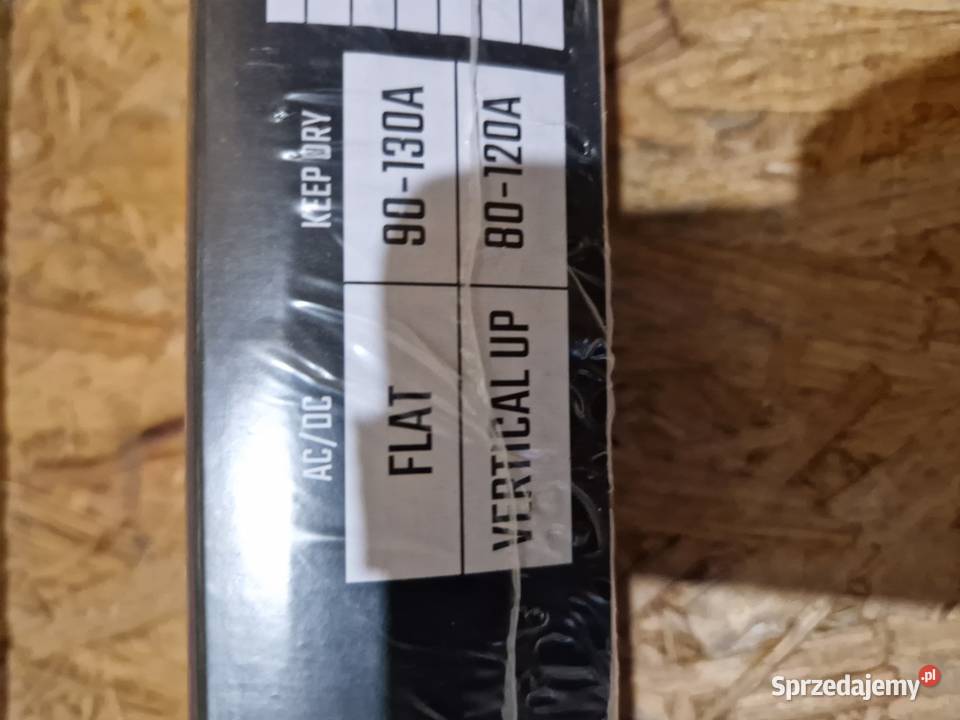 AC/DC KEEP DRY
FLAT 90-130A
VERTICAL UP 80-120A
Sprzedajemy.pl